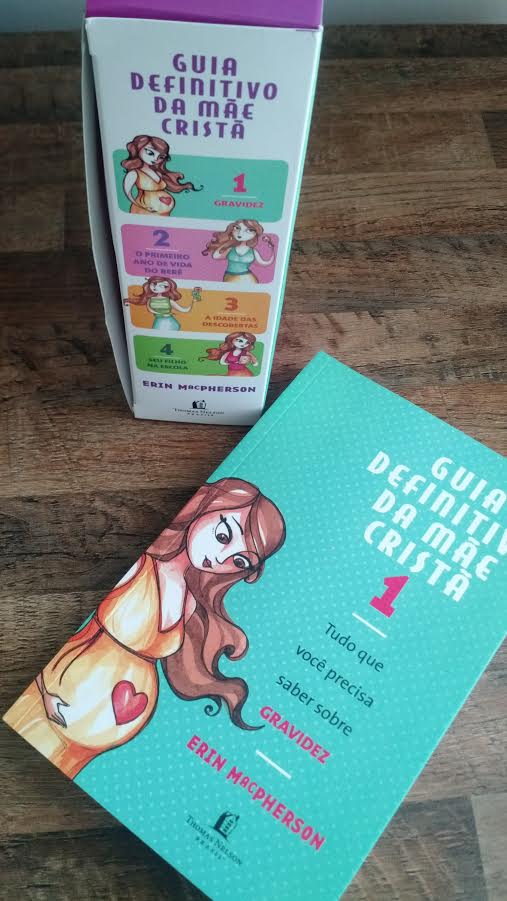 GUIA
DEFINITIVO
DA MÃE
CRISTÃ
1
GRAVIDEZ
2
O PRIMEIRO
ANO DE VIDA
DO BEBÊ
3
A IDADE DAS
DESCOBERTAS
4
SEU FILHO
NA ESCOLA
ERIN MACPHERSON
THOMAS NELSON
BRASIL
GUIA
DEFINITIV
DA MÃE
CRISTÃ
1
Tudo que
você precisa
saber sobre
GRAVIDEZ
ERIN MACPHERSON
THOMAS NELSON
BRASIL